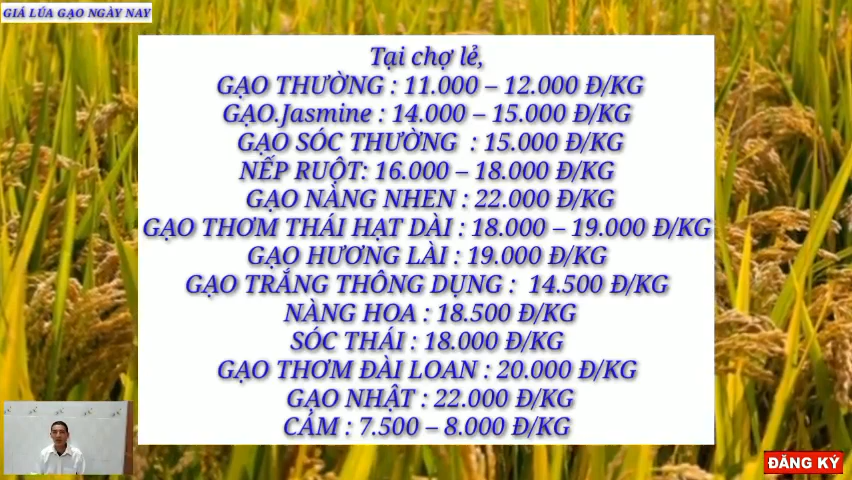 GIÁ LÚA GẠO NGÀY NAY
Tại chợ lẻ,
GẠO THƯỜNG : 11.000 – 12.000 Đ/KG
GẠO.Jasmine : 14.000 – 15.000 Đ/KG
GẠO SÓC THƯỜNG : 15.000 Đ/KG
NẾP RUỘT: 16.000 – 18.000 Đ/KG
GẠO NÀNG NHEN : 22.000 Đ/KG
GẠO THƠM THÁI HẠT DÀI : 18.000 – 19.000 Đ/KG
GẠO HƯƠNG LÀI : 19.000 Đ/KG
GẠO TRẮNG THÔNG DỤNG : 14.500 Đ/KG
NÀNG HOA : 18.500 Đ/KG
SÓC THÁI : 18.000 Đ/KG
GẠO THƠM ĐÀI LOAN : 20.000 Đ/KG
GẠO NHẬT : 22.000 Đ/KG
CÁM : 7.500 – 8.000 Đ/KG
ĐĂNG KÝ